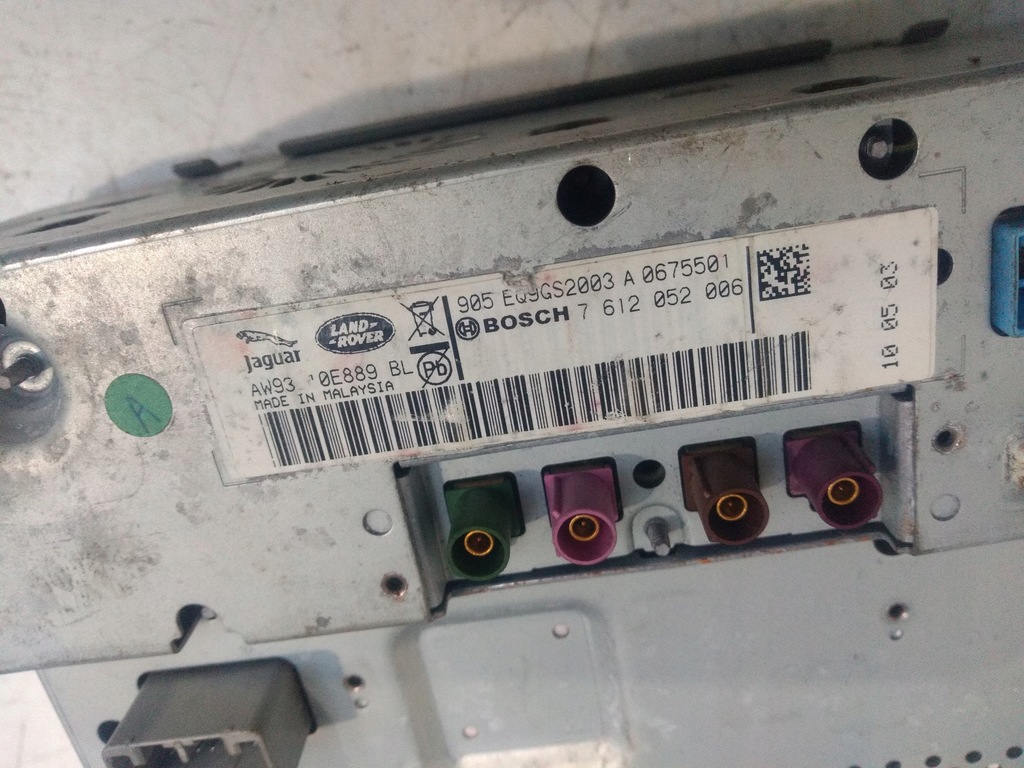 Jaguar
LAND-
-ROVER
AW93 10E889 BL
Pb
MADE IN MALAYSIA
905 EQ9GS2003 A 0675501
BOSCH 7 612 052 006
10 05 03
A